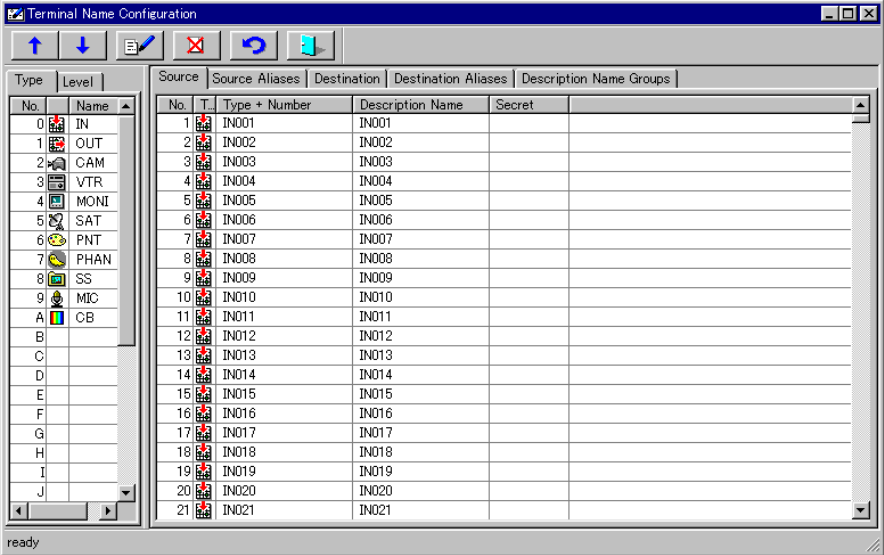 Terminal Name Configuration
Type Level
No. Name
0 IN
1 OUT
2 CAM
3 VTR
4 MONI
5 SAT
6 PNT
7 PHAN
8 SS
9 MIC
A CB
B
C
D
E
F
G
H
I
J
Source Source Aliases Destination Destination Aliases Description Name Groups
No. T... Type + Number Description Name Secret
1 IN001 IN001
2 IN002 IN002
3 IN003 IN003
4 IN004 IN004
5 IN005 IN005
6 IN006 IN006
7 IN007 IN007
8 IN008 IN008
9 IN009 IN009
10 IN010 IN010
11 IN011 IN011
12 IN012 IN012
13 IN013 IN013
14 IN014 IN014
15 IN015 IN015
16 IN016 IN016
17 IN017 IN017
18 IN018 IN018
19 IN019 IN019
20 IN020 IN020
21 IN021 IN021
ready